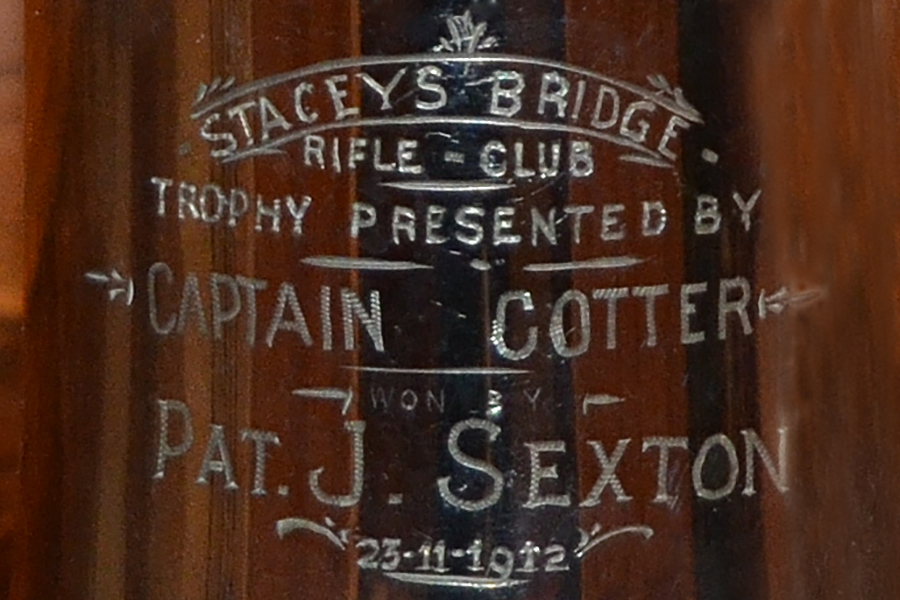 STACEYS BRIDGE
RIFLE - CLUB
TROPHY PRESENTED BY
CAPTAIN COTTER
WON BY
PAT. J. SEXTON
23-11-1912